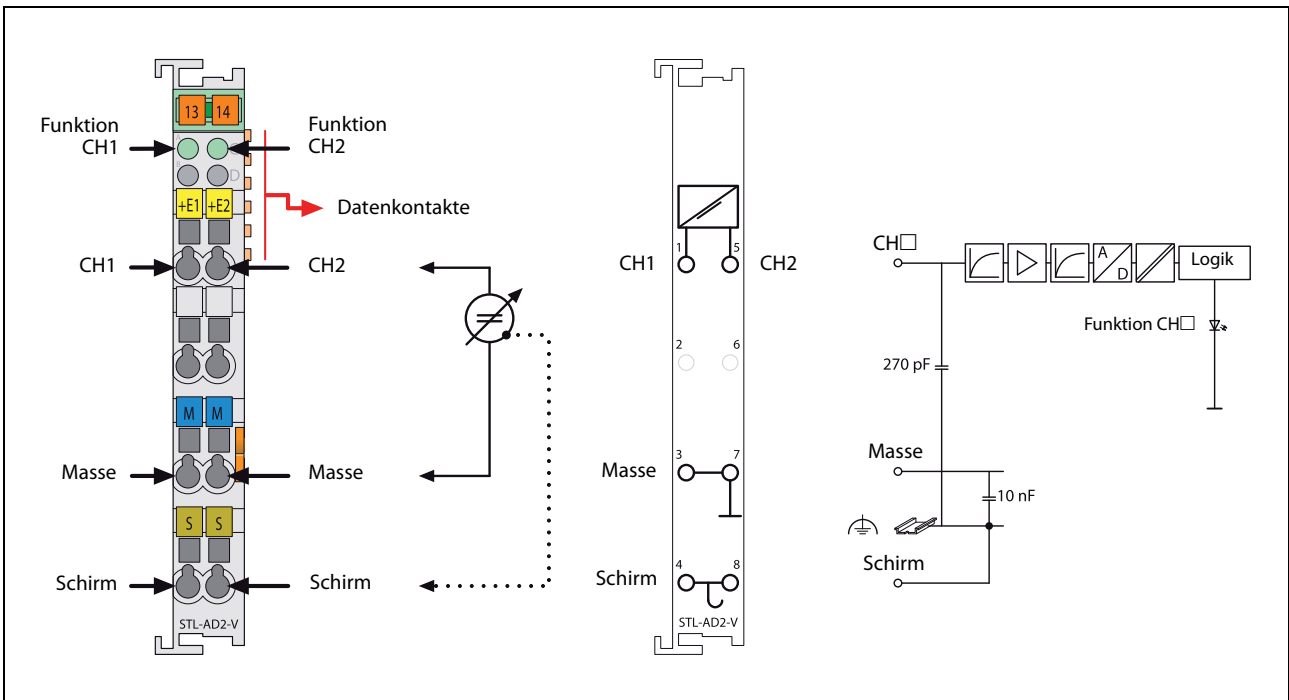 13 14
Funktion
CH1
Funktion
CH2
A
B
D
+E1 +E2
Datenkontakte
CH1
CH2
M M
Masse
Masse
S S
Schirm
Schirm
STL-AD2-V
1
5
CH1
CH2
2
6
3
7
Masse
4
8
Schirm
STL-AD2-V
CH□
A
D
Logik
Funktion CH□
270 pF
Masse
10 nF
Schirm